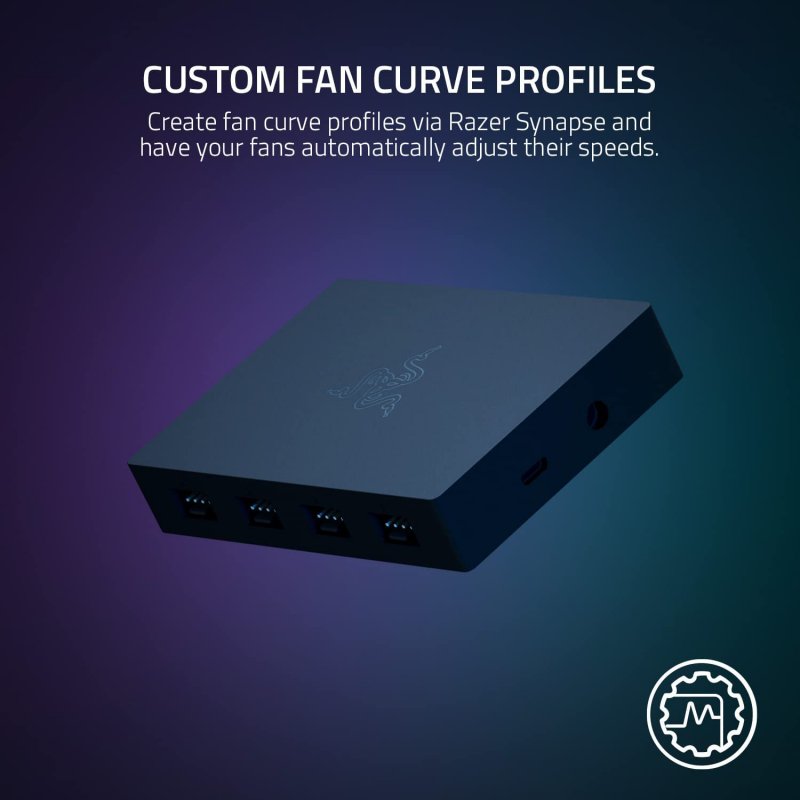 CUSTOM FAN CURVE PROFILES
Create fan curve profiles via Razer Synapse and
have your fans automatically adjust their speeds.